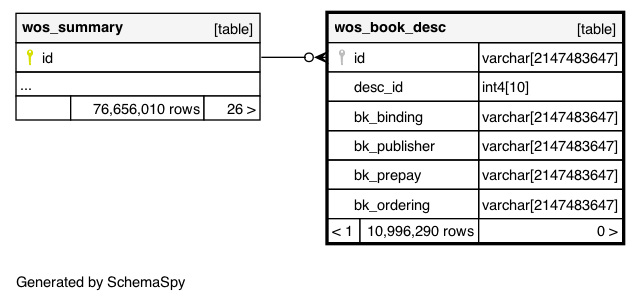 wos_summary [table]
id
...
76,656,010 rows 26 >
wos_book_desc [table]
id varchar[2147483647]
desc_id int4[10]
bk_binding varchar[2147483647]
bk_publisher varchar[2147483647]
bk_prepay varchar[2147483647]
bk_ordering varchar[2147483647]
< 1 10,996,290 rows 0 >
Generated by SchemaSpy